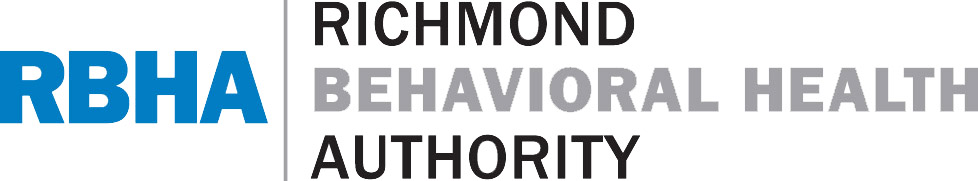 RBHA
RICHMOND
BEHAVIORAL HEALTH
AUTHORITY